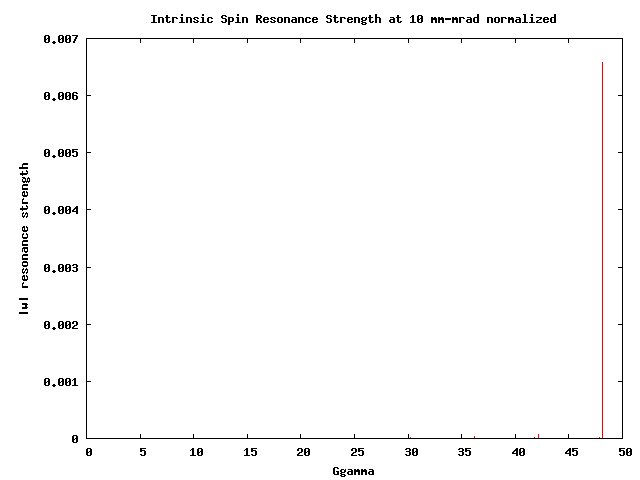 Intrinsic Spin Resonance Strength at 10 mm-mrad normalized
0.007
0.006
0.005
0.004
0.003
0.002
0.001
0
|w| resonance strength
0 5 10 15 20 25 30 35 40 45 50
Ggamma